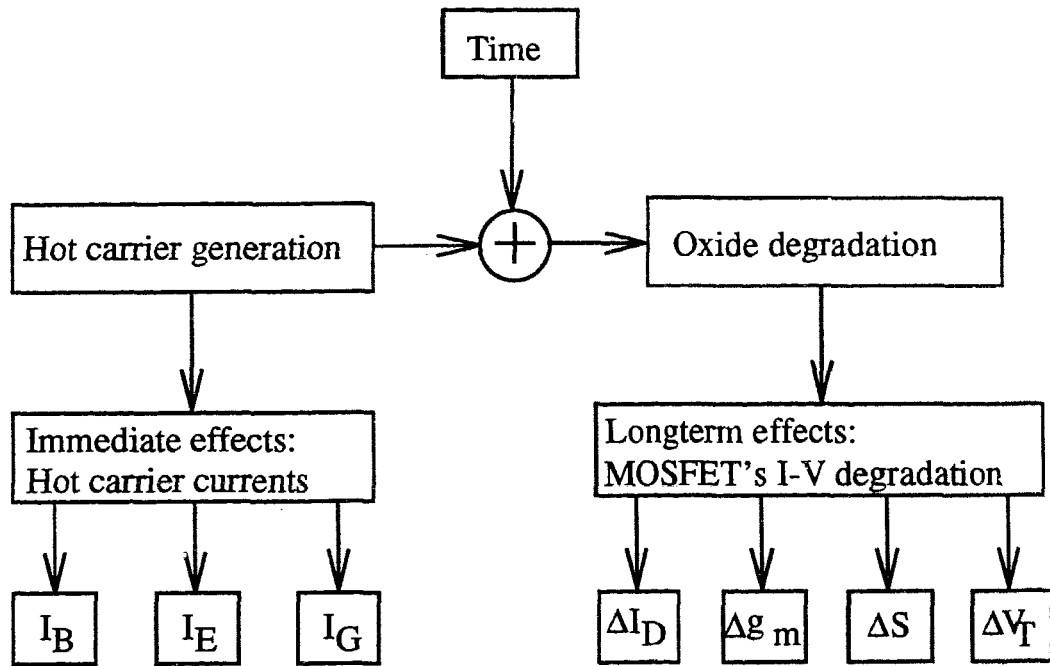 Time
Hot carrier generation
+
Oxide degradation
Immediate effects:
Hot carrier currents
Longterm effects:
MOSFET's I-V degradation
I_B
I_E
I_G
ΔI_D
Δg_m
ΔS
ΔV_T